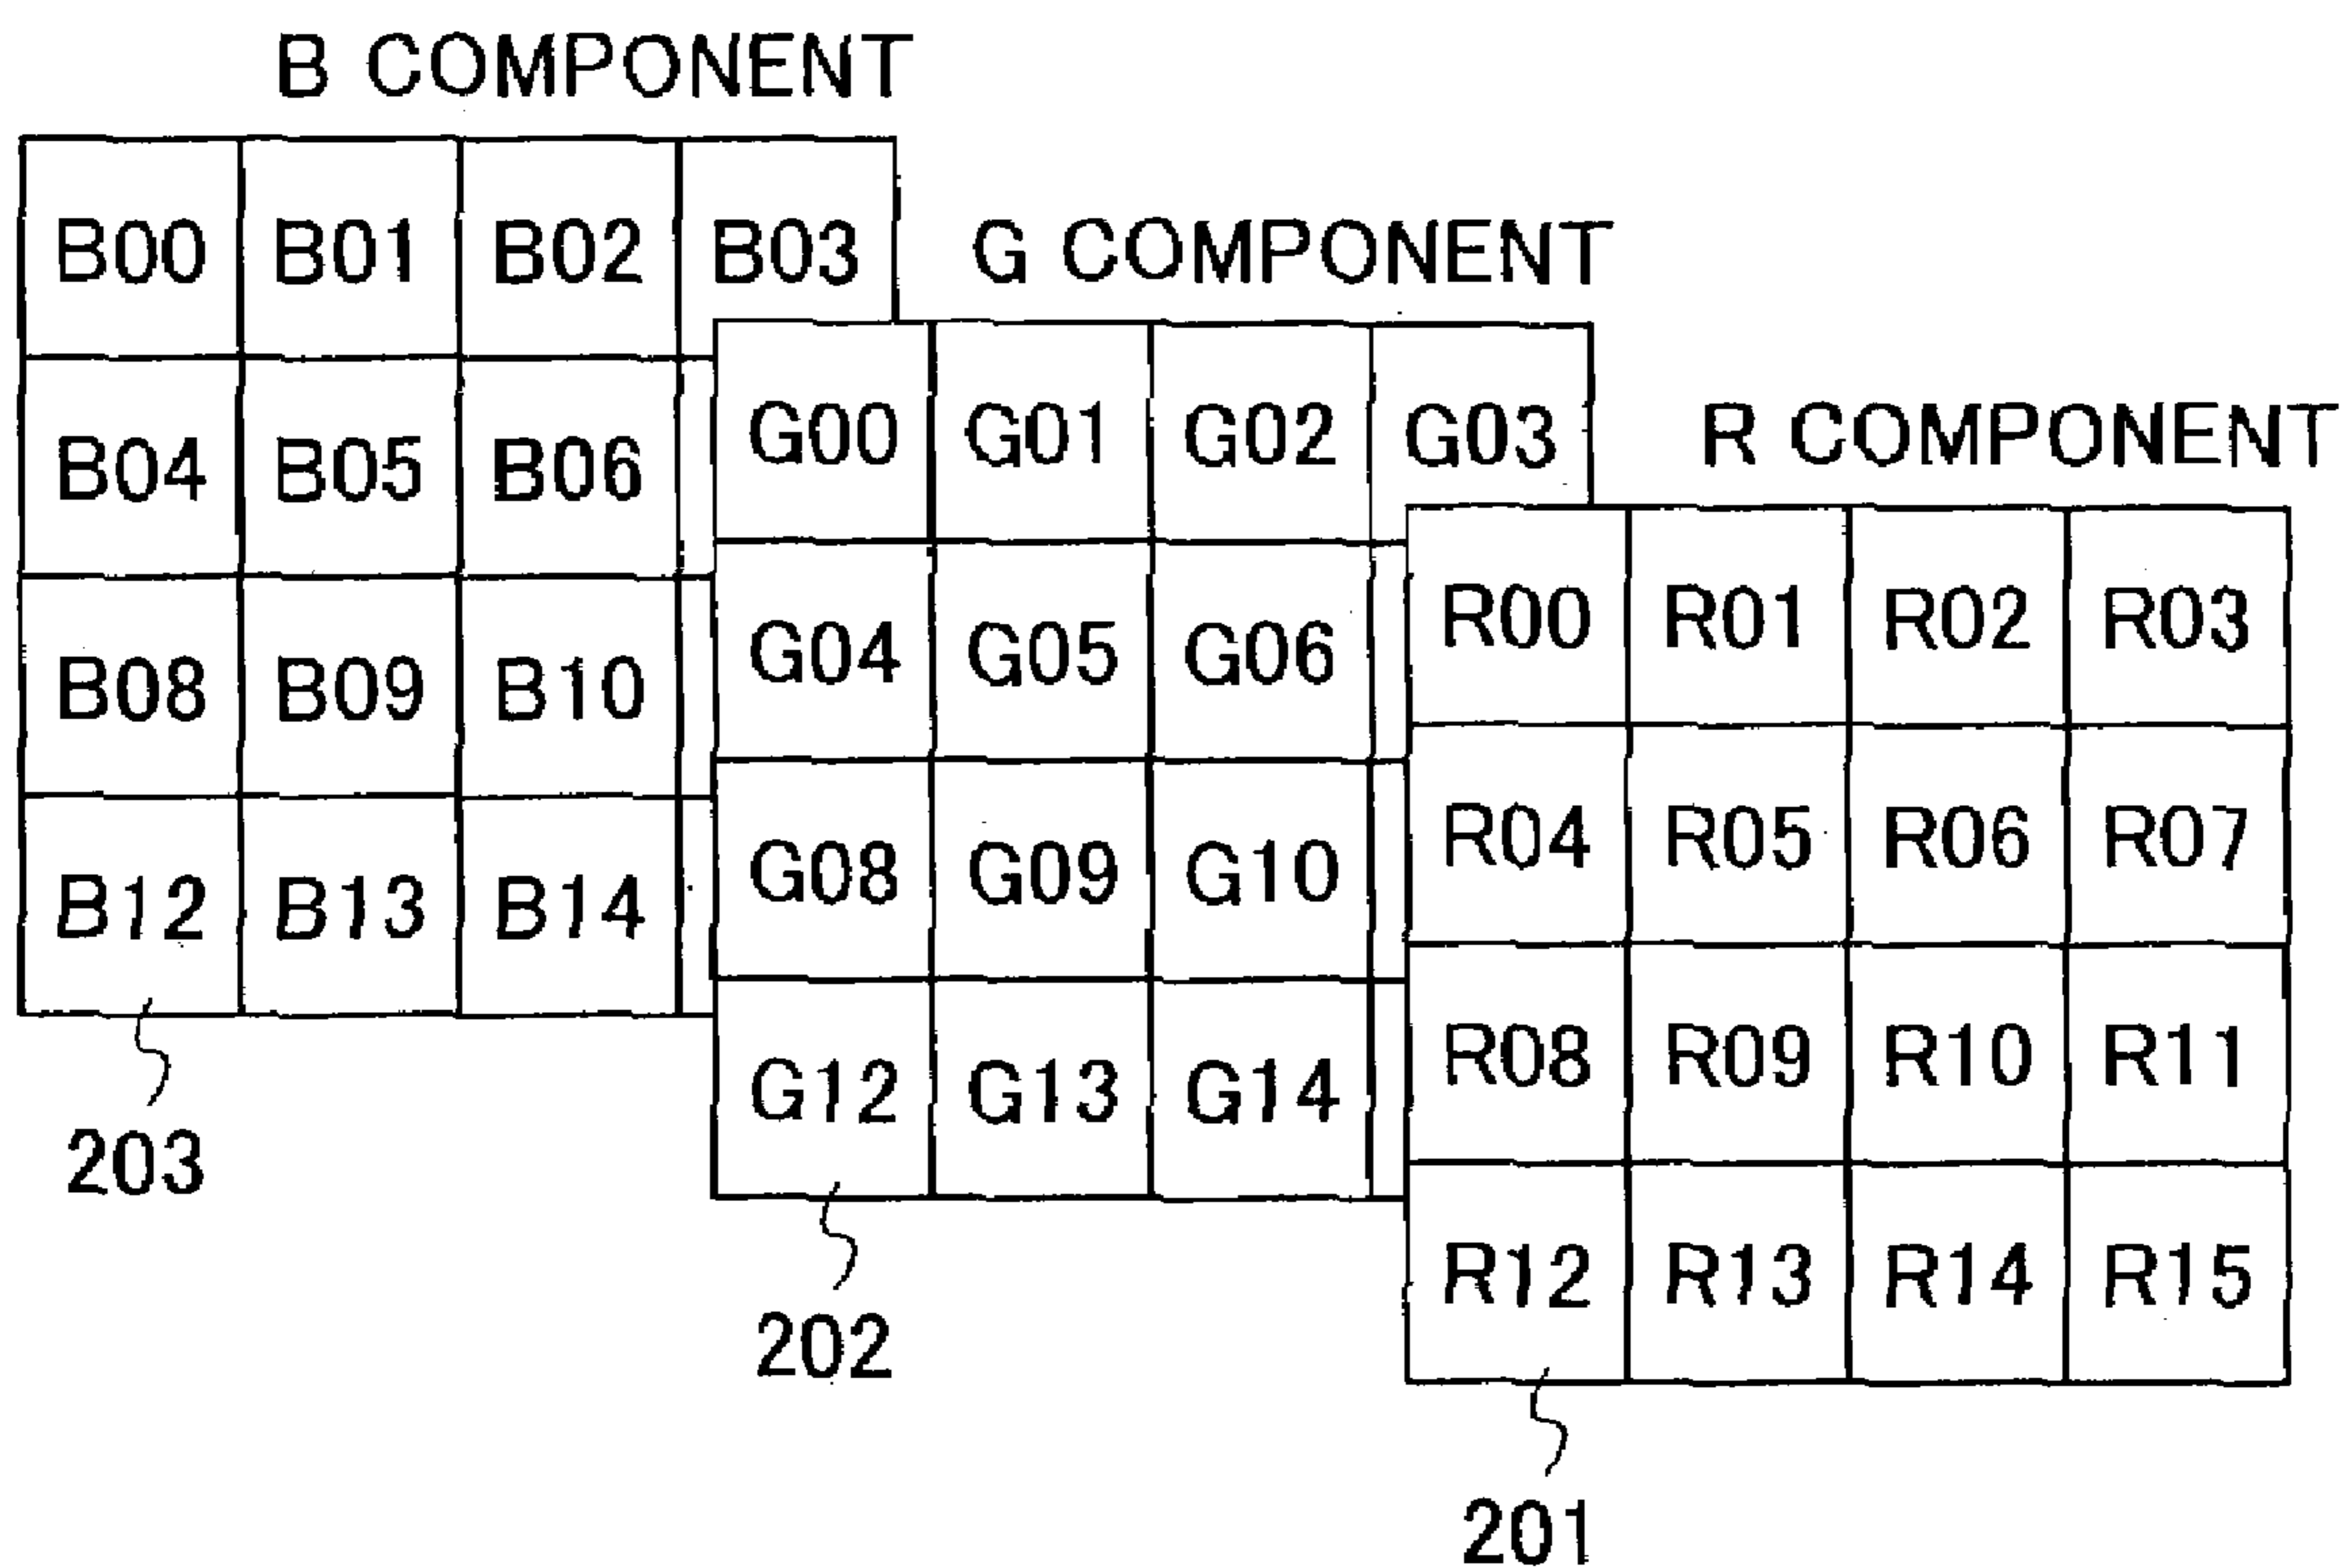 B COMPONENT
B00 B01 B02 B03
B04 B05 B06
B08 B09 B10
B12 B13 B14
203
G COMPONENT
G00 G01 G02 G03
G04 G05 G06
G08 G09 G10
G12 G13 G14
202
R COMPONENT
R00 R01 R02 R03
R04 R05 R06 R07
R08 R09 R10 R11
R12 R13 R14 R15
201